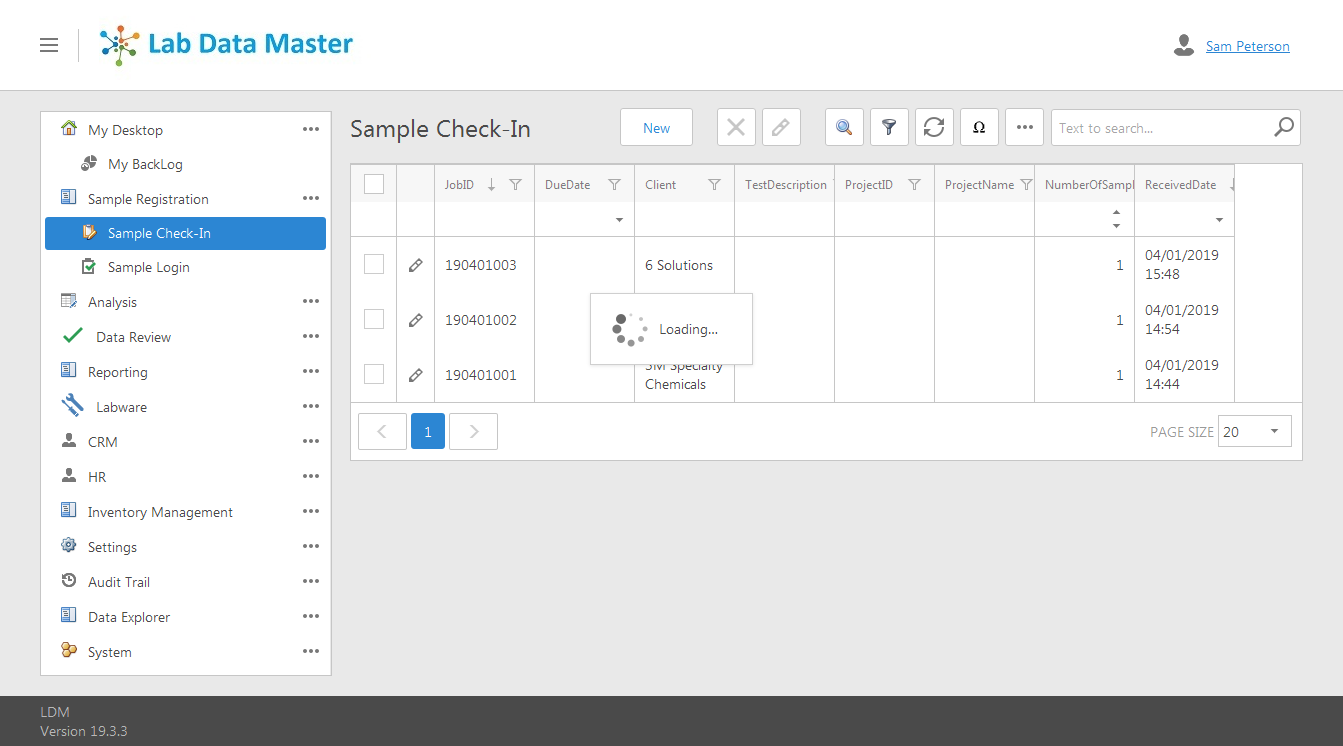 Lab Data Master
Sam Peterson
My Desktop
My BackLog
Sample Registration
Sample Check-In
Sample Login
Analysis
Data Review
Reporting
Labware
CRM
HR
Inventory Management
Settings
Audit Trail
Data Explorer
System
Sample Check-In
New
Ω
Text to search...
JobID DueDate Client TestDescription ProjectID ProjectName NumberOfSampl ReceivedDate
190401003 6 Solutions 1 04/01/2019
15:48
190401002 1 04/01/2019
14:54
190401001 Specialty 1 04/01/2019
Chemicals 14:44
Loading...
1
PAGE SIZE 20
LDM
Version 19.3.3